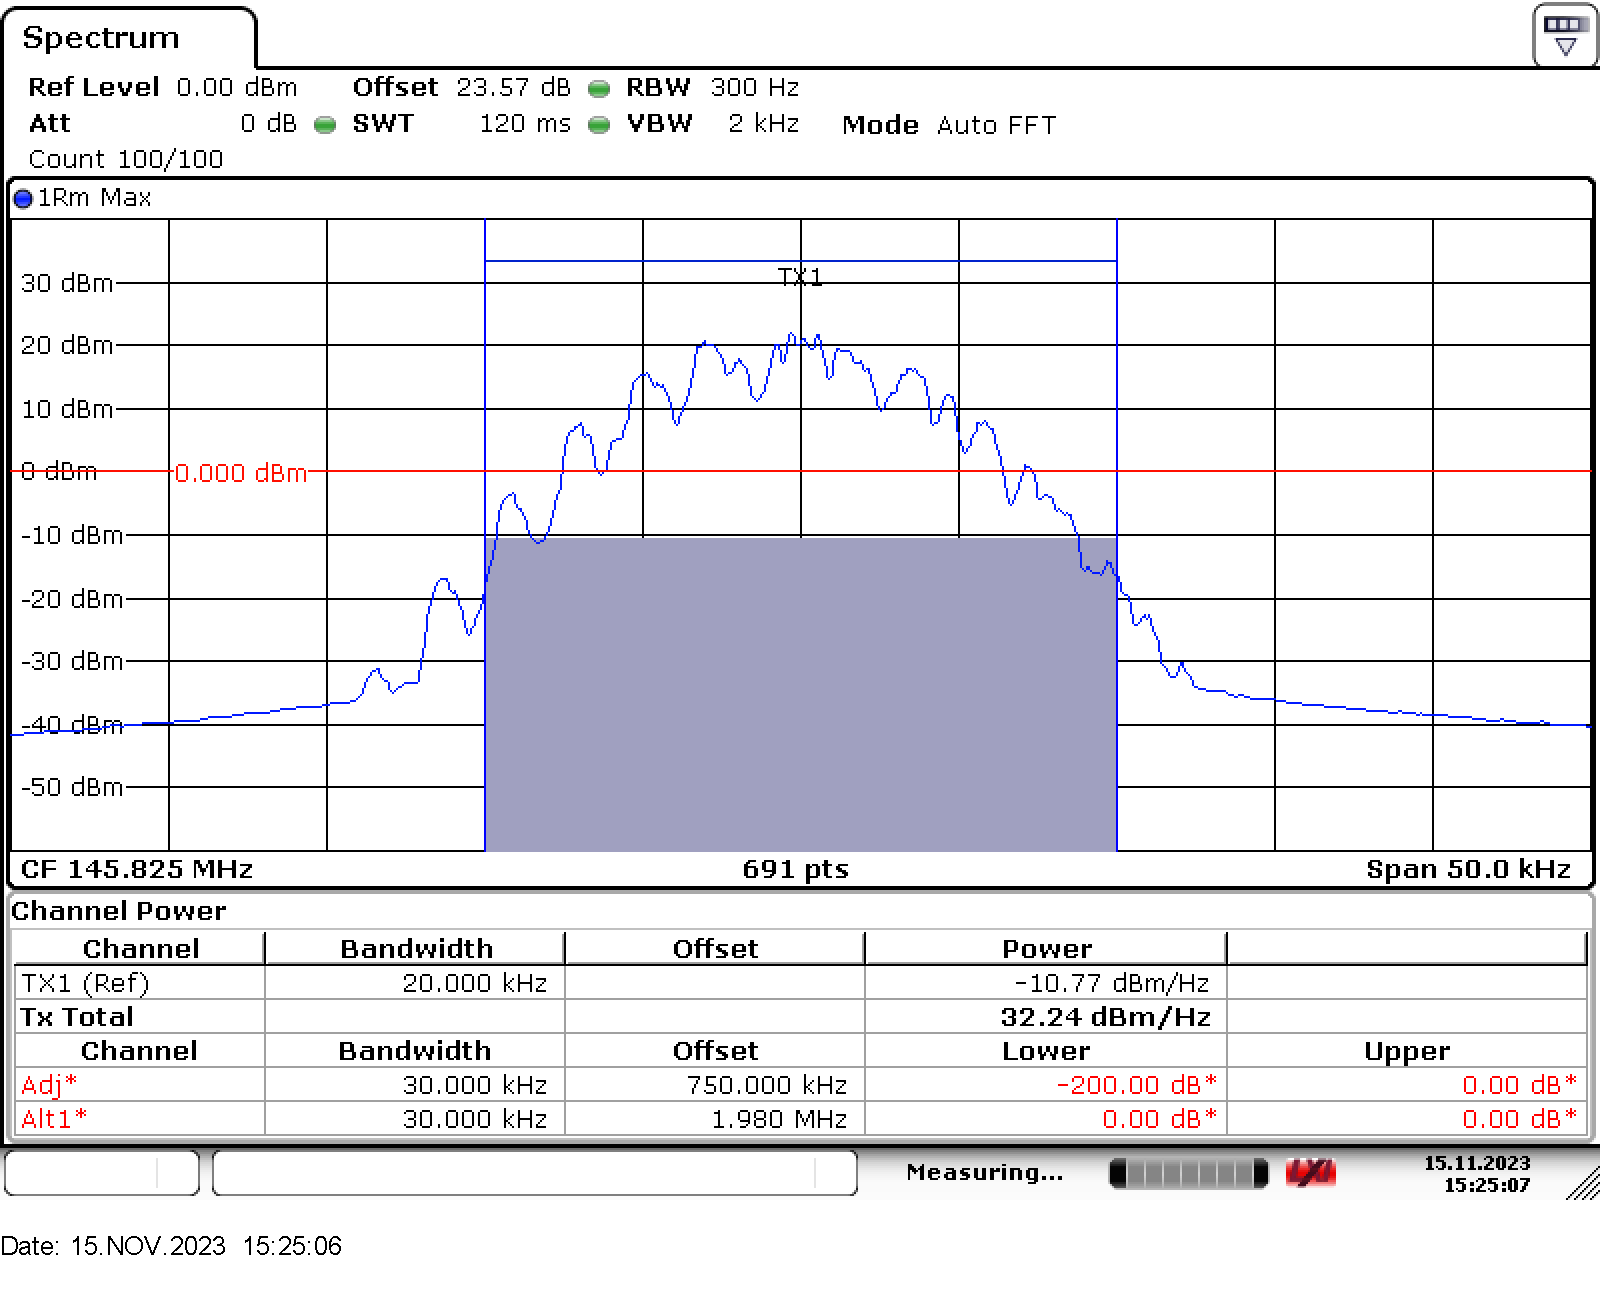 Spectrum
Ref Level 0.00 dBm Offset 23.57 dB RBW 300 Hz
Att 0 dB SWT 120 ms VBW 2 kHz Mode Auto FFT
Count 100/100
1Rm Max
TX1
30 dBm
20 dBm
10 dBm
0 dBm 0.000 dBm
-10 dBm
-20 dBm
-30 dBm
-40 dBm
-50 dBm
CF 145.825 MHz 691 pts Span 50.0 kHz
Channel Power
Channel Bandwidth Offset Power
TX1 (Ref) 20.000 kHz -10.77 dBm/Hz
Tx Total 32.24 dBm/Hz
Channel Bandwidth Offset Lower Upper
Adj* 30.000 kHz 750.000 kHz -200.00 dB* 0.00 dB*
Alt1* 30.000 kHz 1.980 MHz 0.00 dB* 0.00 dB*
Measuring... LXI 15.11.2023
15:25:07
Date: 15.NOV.2023 15:25:06